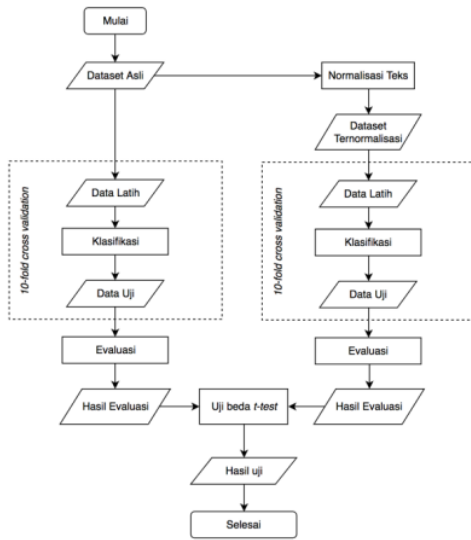 Mulai
Dataset Asli
Normalisasi Teks
Dataset
Ternormalisasi
10-fold cross validation
Data Latih
Klasifikasi
Data Uji
10-fold cross validation
Data Latih
Klasifikasi
Data Uji
Evaluasi
Evaluasi
Hasil Evaluasi
Uji beda t-test
Hasil Evaluasi
Hasil uji
Selesai